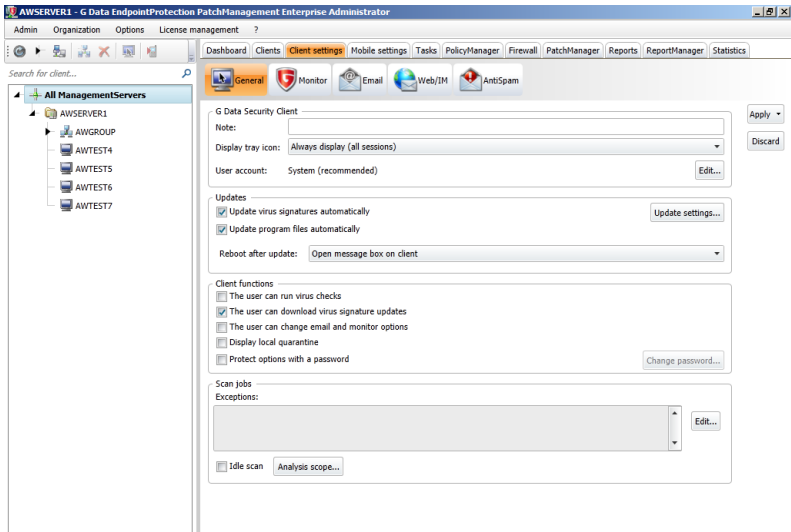 AWSERVER1 - G Data EndpointProtection PatchManagement Enterprise Administrator
Admin Organization Options License management ?
Dashboard Clients Client settings Mobile settings Tasks PolicyManager Firewall PatchManager Reports ReportManager Statistics
Search for client...
General Monitor Email Web/IM AntiSpam
All ManagementServers
AWSERVER1
AWGROUP
AWTEST4
AWTEST5
AWTEST6
AWTEST7
G Data Security Client
Note:
Display tray icon: Always display (all sessions)
User account: System (recommended) Edit...
Apply
Discard
Updates
Update virus signatures automatically Update settings...
Update program files automatically
Reboot after update: Open message box on client
Client functions
The user can run virus checks
The user can download virus signature updates
The user can change email and monitor options
Display local quarantine
Protect options with a password Change password...
Scan jobs
Exceptions:
Edit...
Idle scan Analysis scope...